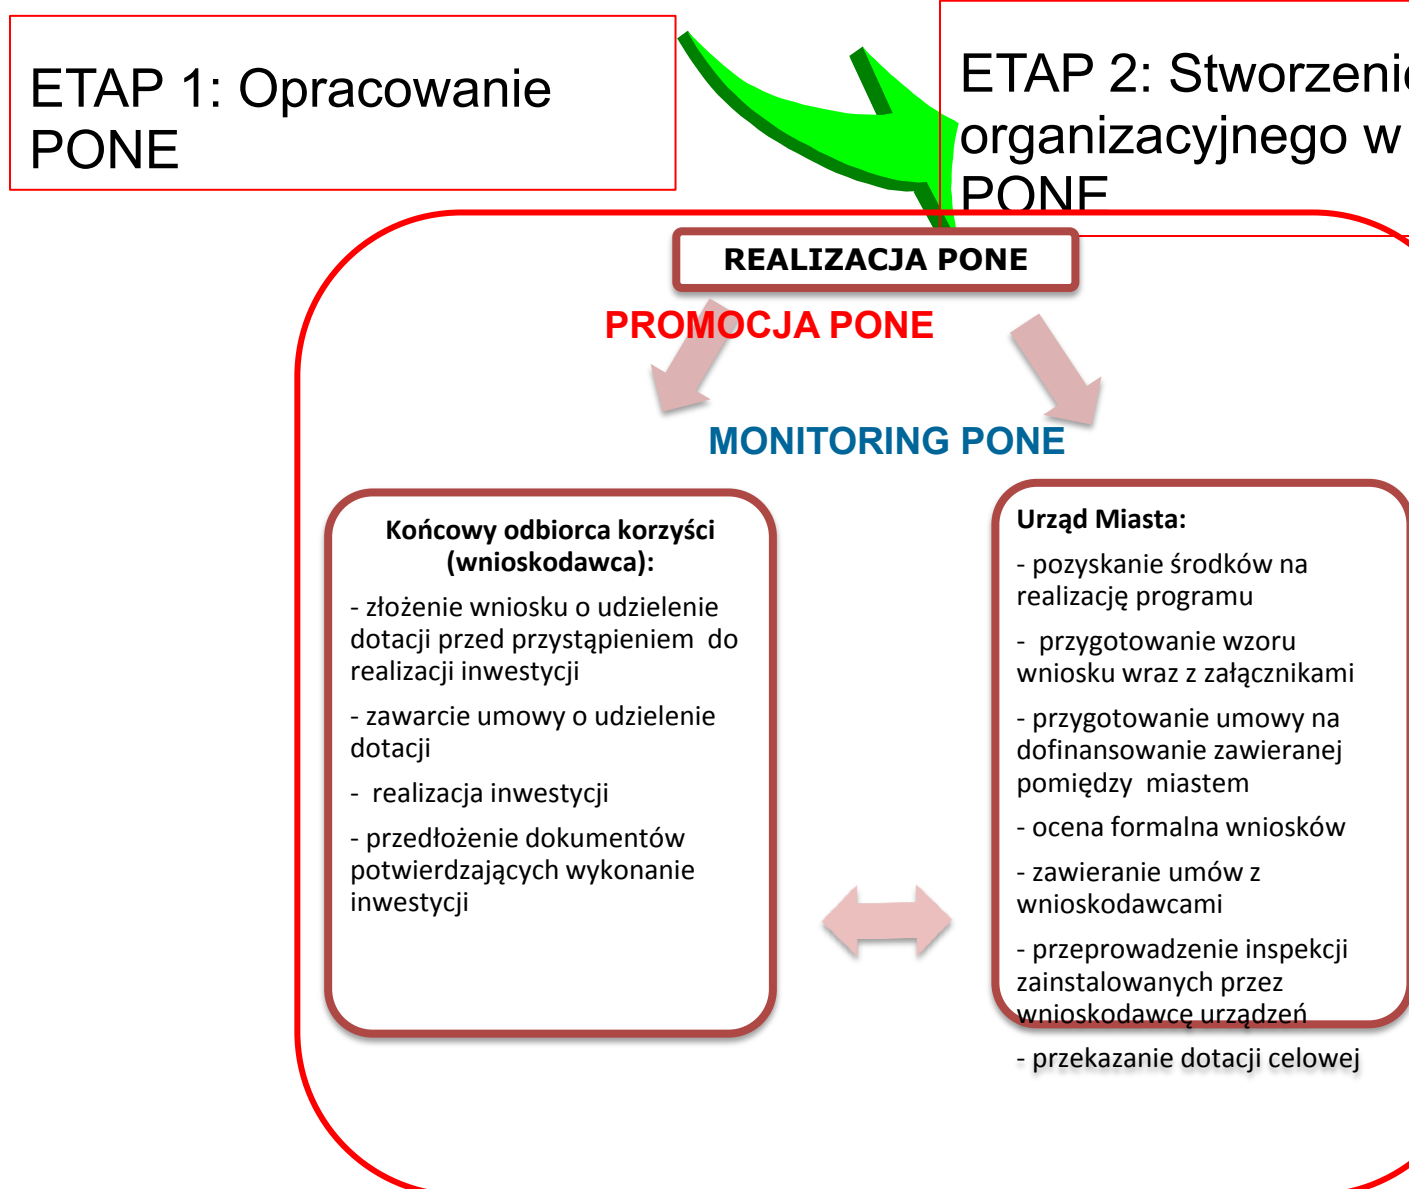 ETAP 1: Opracowanie
PONE
ETAP 2: Stworzenie
organizacyjnego w
PONE
REALIZACJA PONE
PROMOCJA PONE
MONITORING PONE
Końcowy odbiorca korzyści
(wnioskodawca):
- złożenie wniosku o udzielenie
dotacji przed przystąpieniem do
realizacji inwestycji
- zawarcie umowy o udzielenie
dotacji
- realizacja inwestycji
- przedłożenie dokumentów
potwierdzających wykonanie
inwestycji
Urząd Miasta:
- pozyskanie środków na
realizację programu
- przygotowanie wzoru
wniosku wraz z załącznikami
- przygotowanie umowy na
dofinansowanie zawieranej
pomiędzy miastem
- ocena formalna wniosków
- zawieranie umów z
wnioskodawcami
- przeprowadzenie inspekcji
zainstalowanych przez
wnioskodawcę urządzeń
- przekazanie dotacji celowej